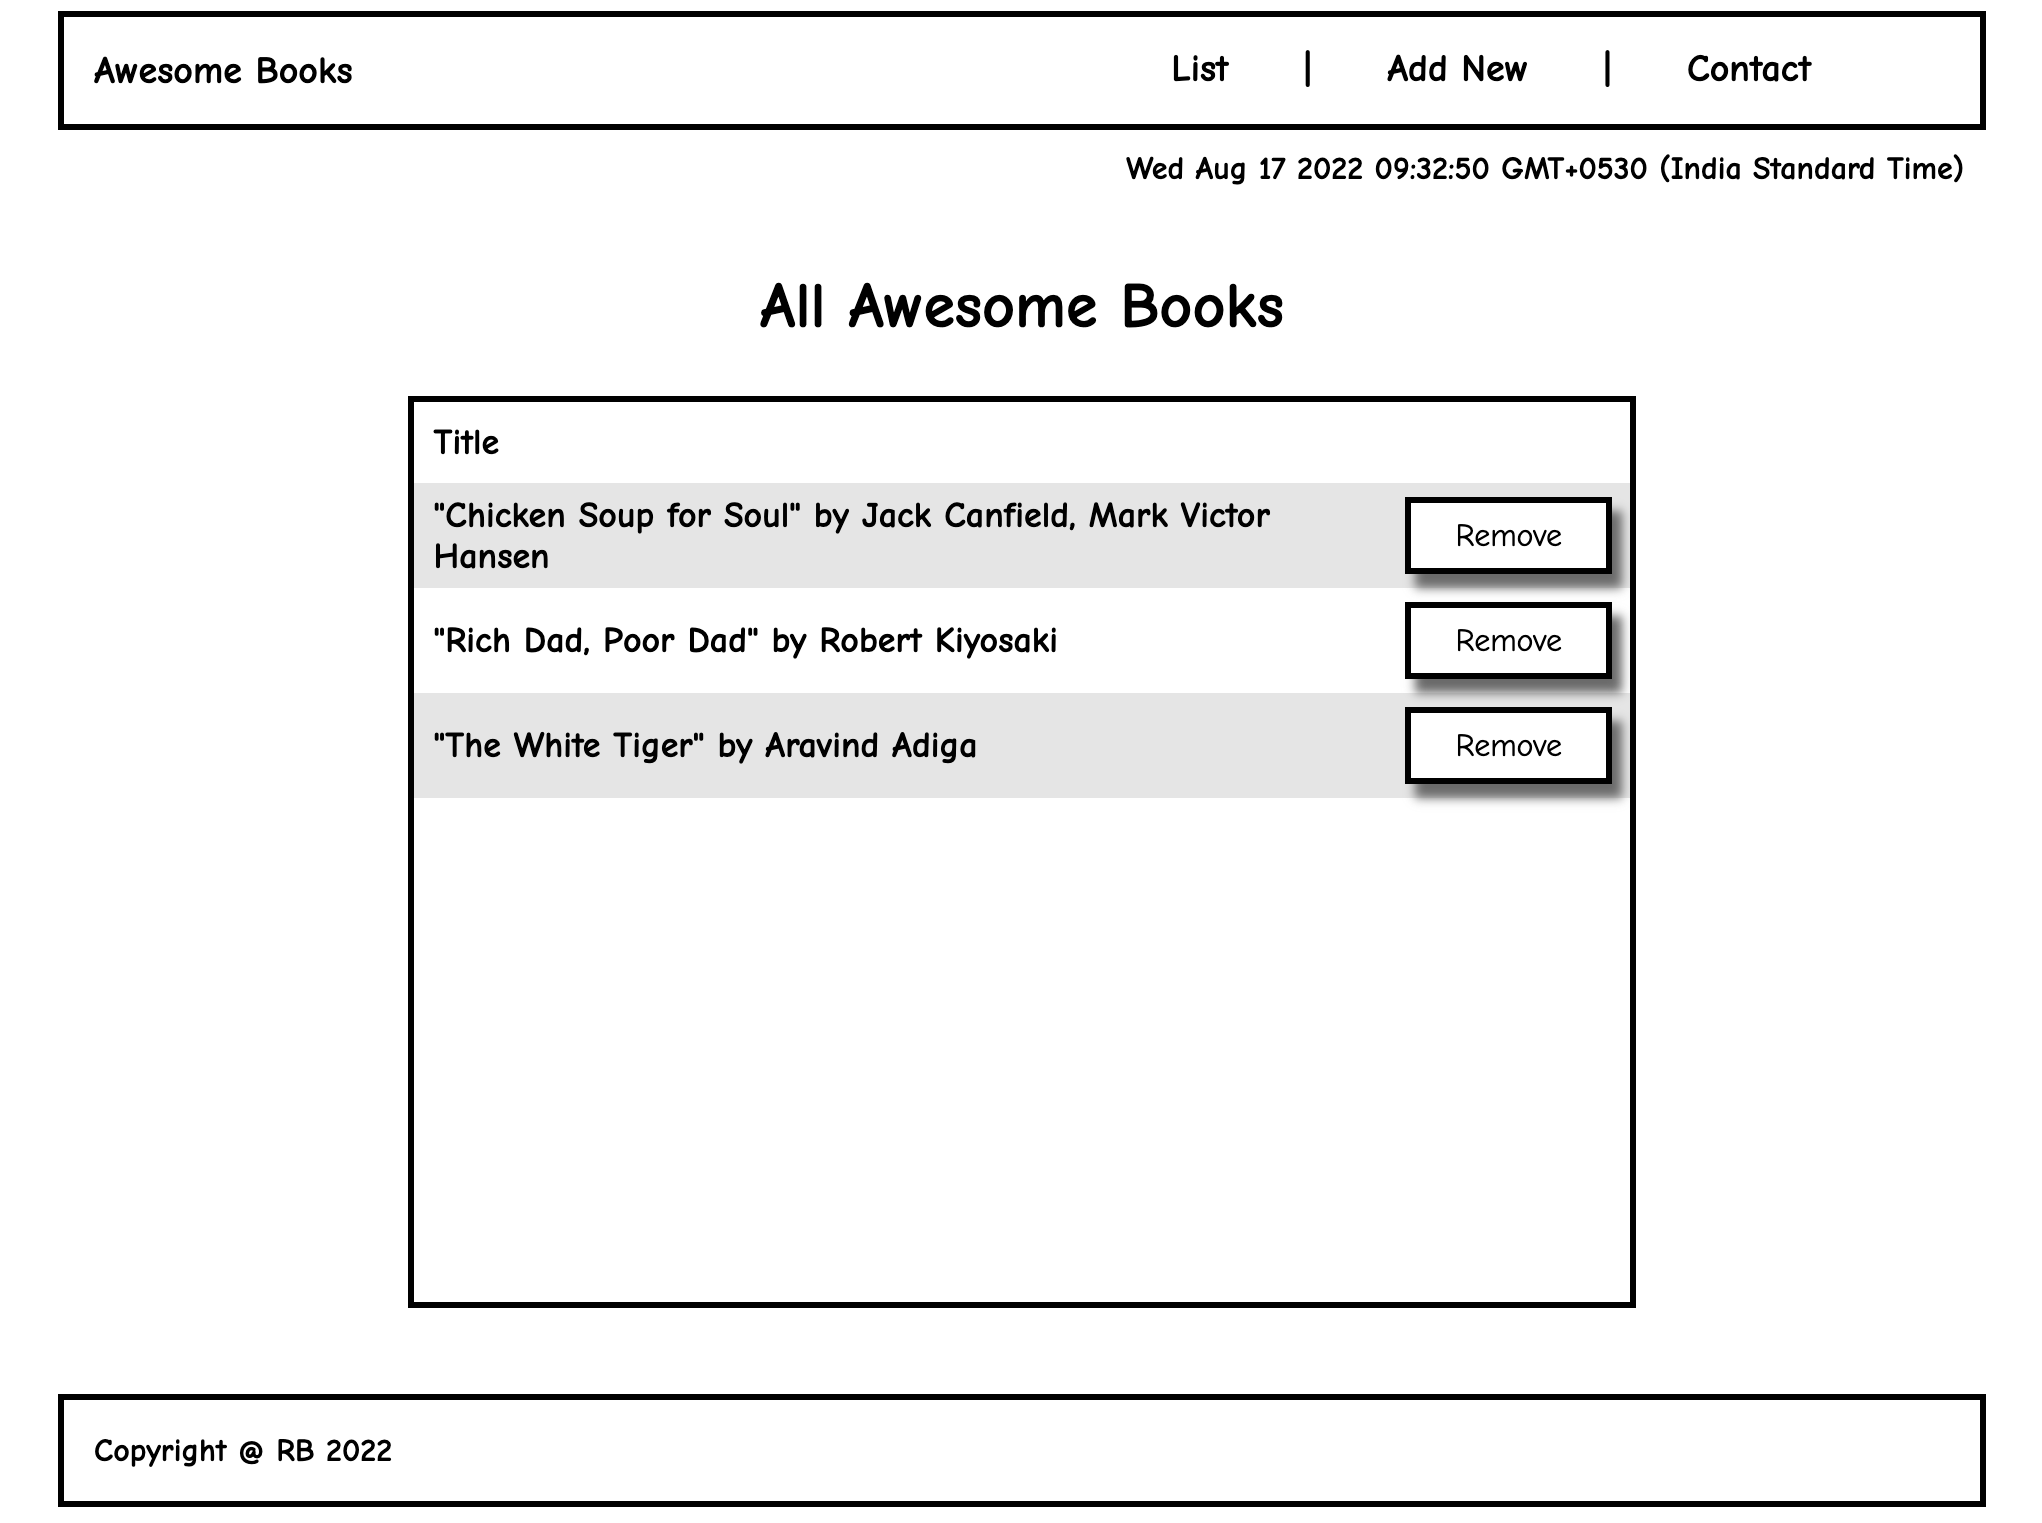 Awesome Books
List | Add New | Contact
Wed Aug 17 2022 09:32:50 GMT+0530 (India Standard Time)
All Awesome Books
Title
"Chicken Soup for Soul" by Jack Canfield, Mark Victor
Hansen
Remove
"Rich Dad, Poor Dad" by Robert Kiyosaki
Remove
"The White Tiger" by Aravind Adiga
Remove
Copyright @ RB 2022